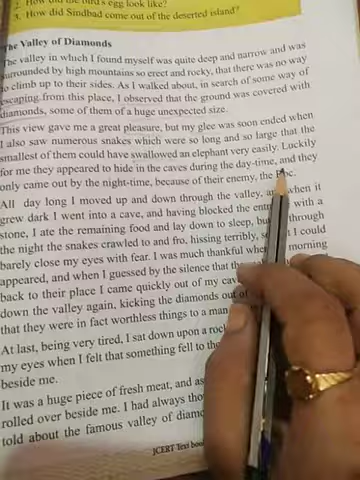 2. How did the bird's egg look like?
3. How did Sindbad come out of the deserted island?
The Valley of Diamonds
The valley in which I found myself was quite deep and narrow and was
surrounded by high mountains so erect and rocky, that there was no way
to climb up to their sides. As I walked about, in search of some way of
escaping from this place, I observed that the ground was covered with
diamonds, some of them of a huge unexpected size.
This view gave me a great pleasure, but my glee was soon ended when
I also saw numerous snakes which were so long and so large that the
smallest of them could have swallowed an elephant very easily. Luckily
for me they appeared to hide in the caves during the day-time, and they
only came out by the night-time, because of their enemy, the
All day long I moved up and down through the valley, when it
grew dark I went into a cave, and having blocked the with a
stone, I ate the remaining food and lay down to sleep, but through
the night the snakes crawled to and fro, hissing terribly, I could
barely close my eyes with fear. I was much thankful morning
appeared, and when I guessed by the silence that
back to their place I came quickly out of my
down the valley again, kicking the diamonds out of
that they were in fact worthless things to a man
At last, being very tired, I sat down upon a
my eyes when I felt that something fell to the
beside me.
It was a huge piece of fresh meat, and as
rolled over beside me. I had always
told about the famous valley of
JCERT Text